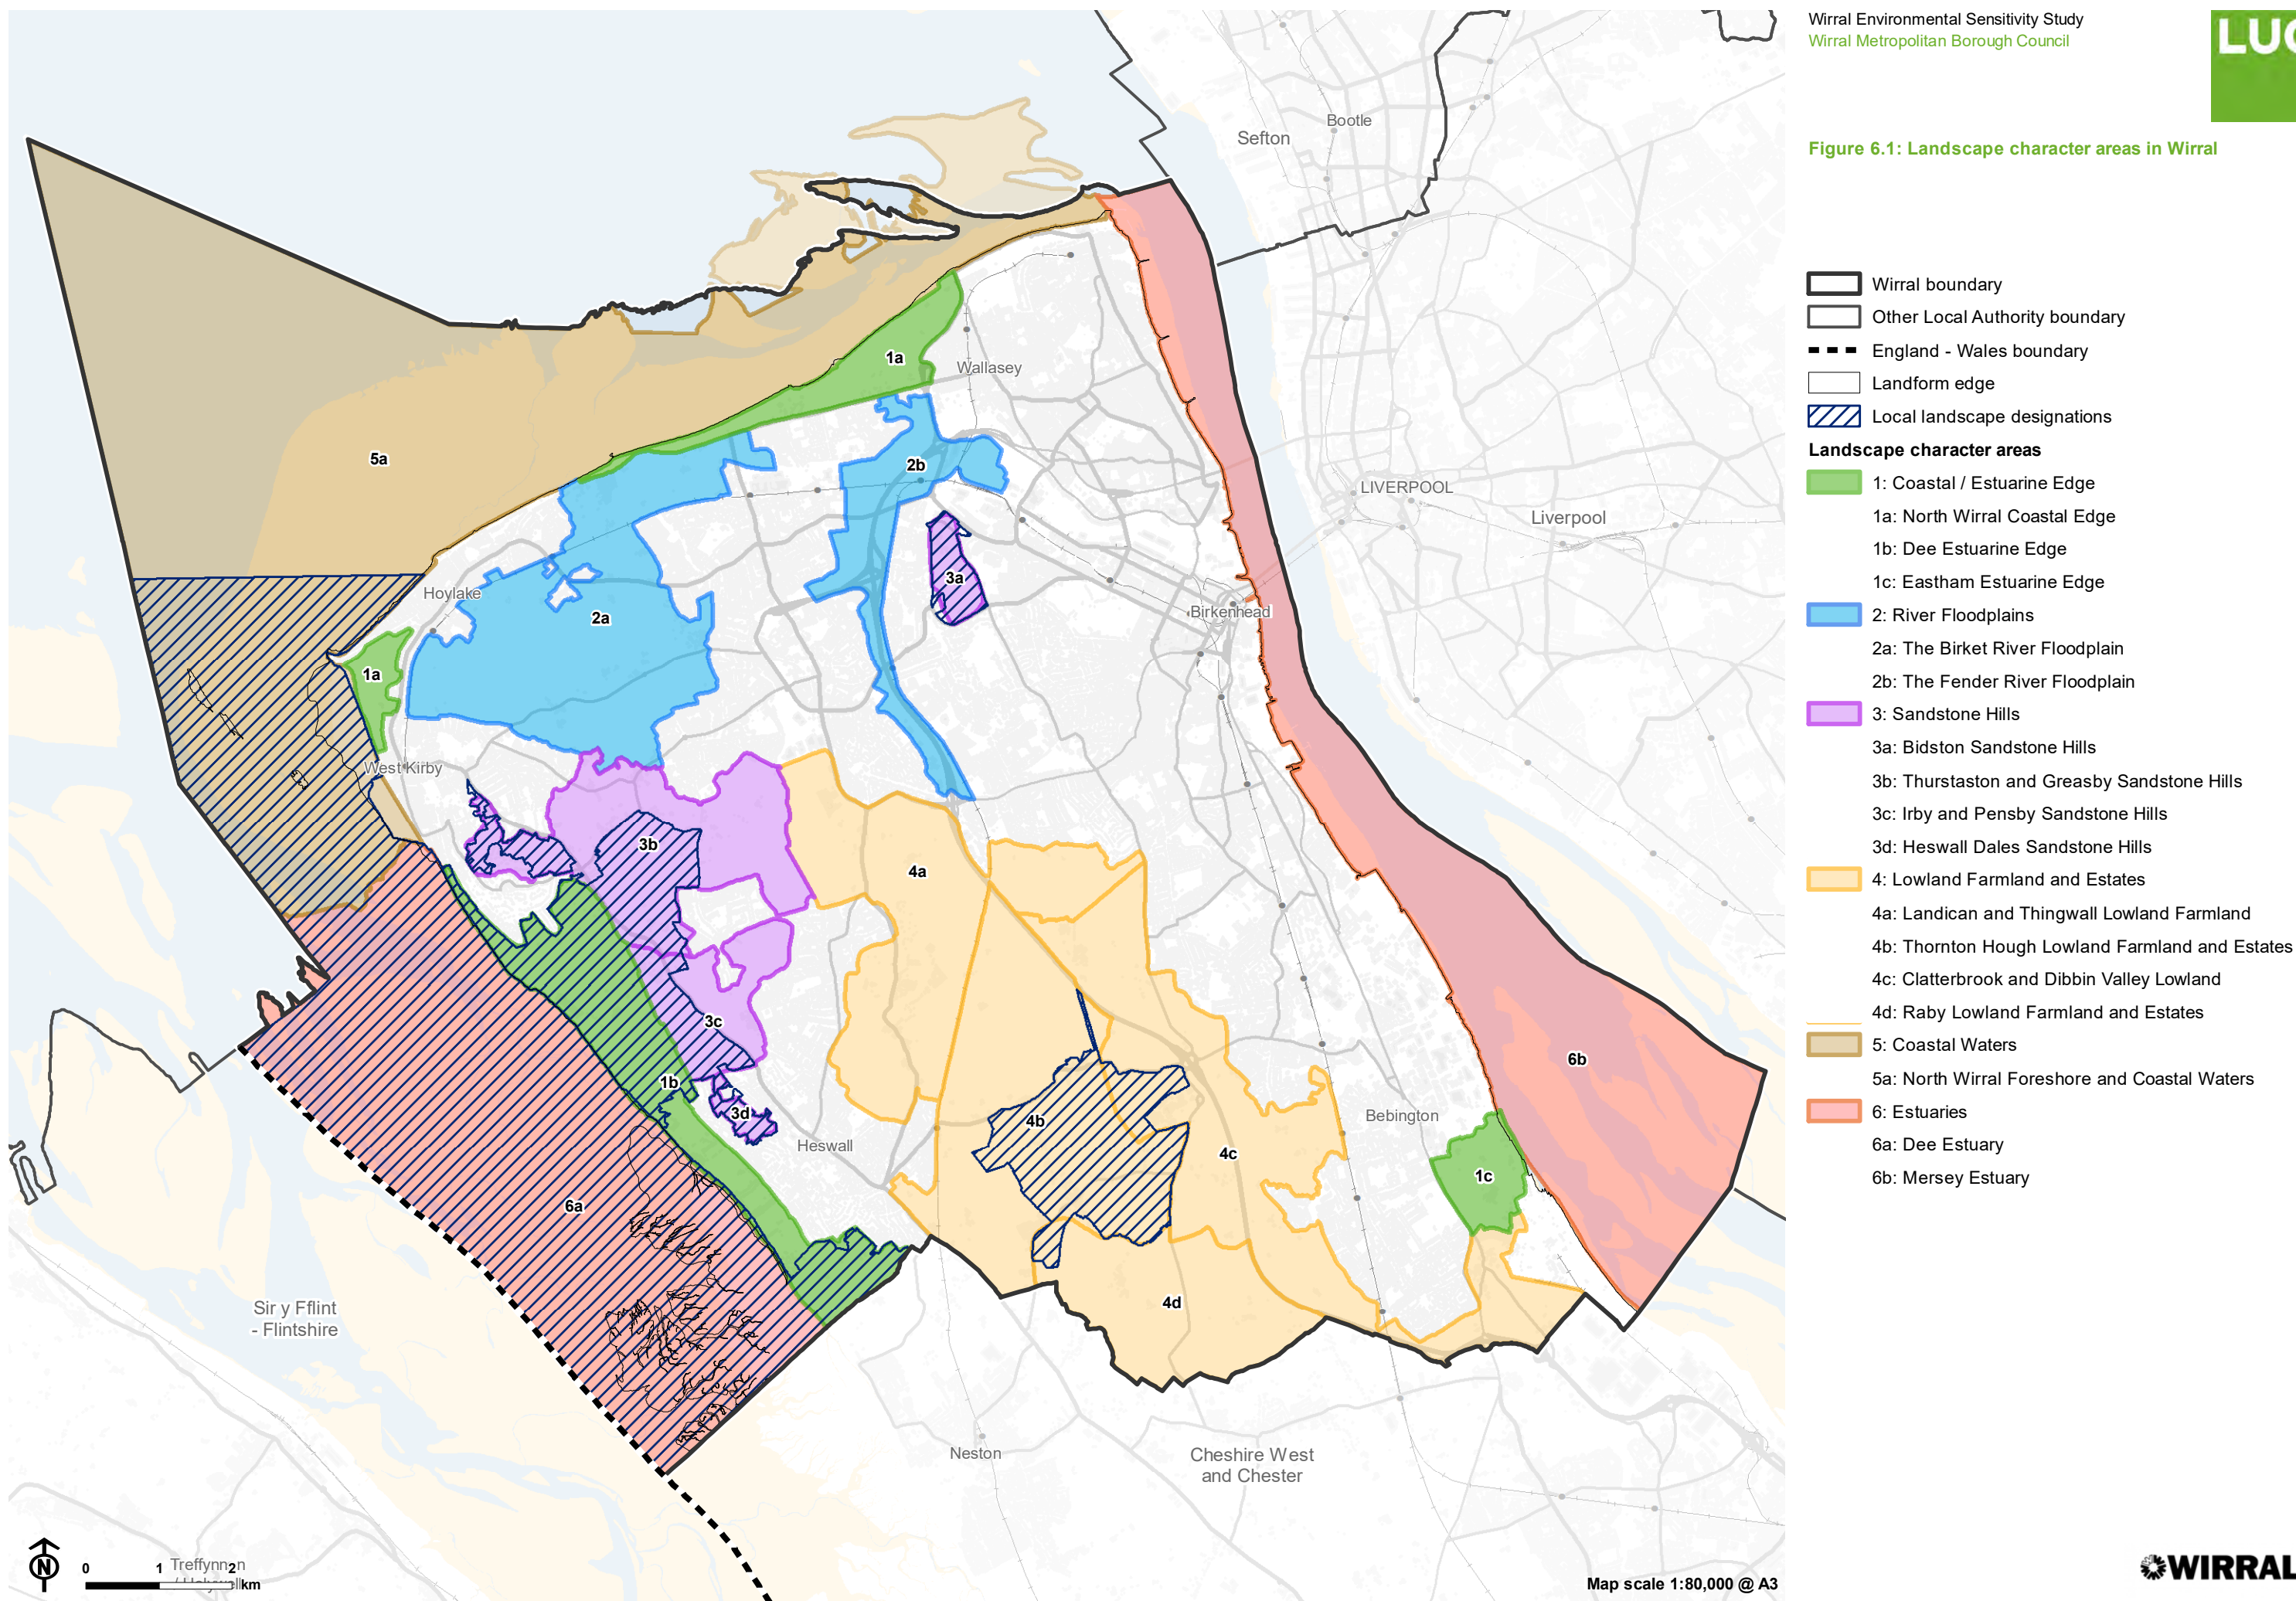 Wirral Environmental Sensitivity Study
Wirral Metropolitan Borough Council
LUC
Figure 6.1: Landscape character areas in Wirral
Wirral boundary
Other Local Authority boundary
England - Wales boundary
Landform edge
Local landscape designations
Landscape character areas
1: Coastal / Estuarine Edge
1a: North Wirral Coastal Edge
1b: Dee Estuarine Edge
1c: Eastham Estuarine Edge
2: River Floodplains
2a: The Birket River Floodplain
2b: The Fender River Floodplain
3: Sandstone Hills
3a: Bidston Sandstone Hills
3b: Thurstaston and Greasby Sandstone Hills
3c: Irby and Pensby Sandstone Hills
3d: Heswall Dales Sandstone Hills
4: Lowland Farmland and Estates
4a: Landican and Thingwall Lowland Farmland
4b: Thornton Hough Lowland Farmland and Estates
4c: Clatterbrook and Dibbin Valley Lowland
4d: Raby Lowland Farmland and Estates
5: Coastal Waters
5a: North Wirral Foreshore and Coastal Waters
6: Estuaries
6a: Dee Estuary
6b: Mersey Estuary
Bootle
Sefton
1a
Wallasey
5a
2b
LIVERPOOL
Liverpool
3a
Hoylake
Birkenhead
2a
1a
West Kirby
3b
4a
3c
6b
1b
3d
4b
Bebington
Heswall
4c
1c
6a
4d
Sir y Fflint
- Flintshire
Neston
Cheshire West
and Chester
N
0 1 2
km
Map scale 1:80,000 @ A3
WIRRAL